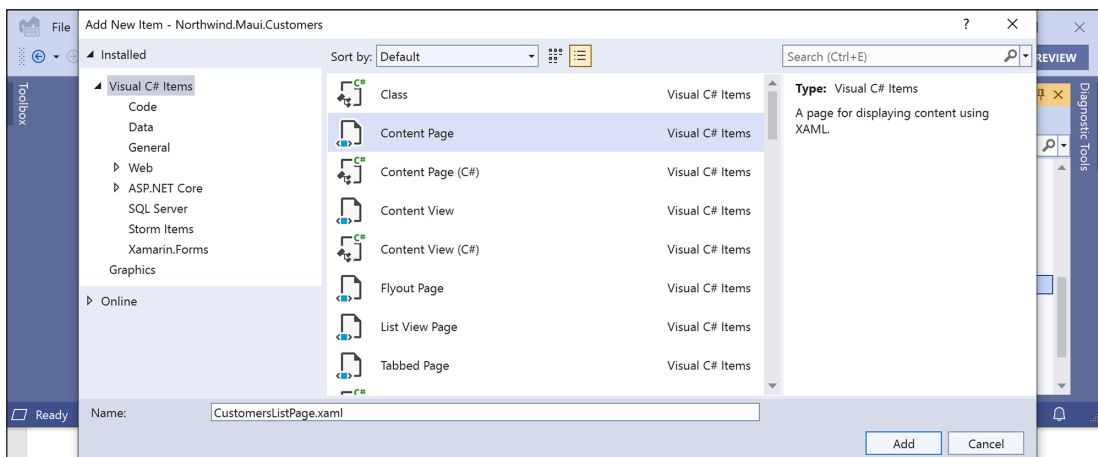 File
Add New Item - Northwind.Maui.Customers
?
Installed
Sort by: Default
Search (Ctrl+E)
REVIEW
Toolbox
Visual C# Items
Code
Data
General
Web
ASP.NET Core
SQL Server
Storm Items
Xamarin.Forms
Graphics
Online
C#
Class
Visual C# Items
Content Page
Visual C# Items
C#
Content Page (C#)
Visual C# Items
Content View
Visual C# Items
C#
Content View (C#)
Visual C# Items
Flyout Page
Visual C# Items
List View Page
Visual C# Items
Tabbed Page
Visual C# Items
C#
Type: Visual C# Items
A page for displaying content using
XAML.
Diagnostic Tools
Ready
Name:
CustomersListPage.xaml
Add
Cancel